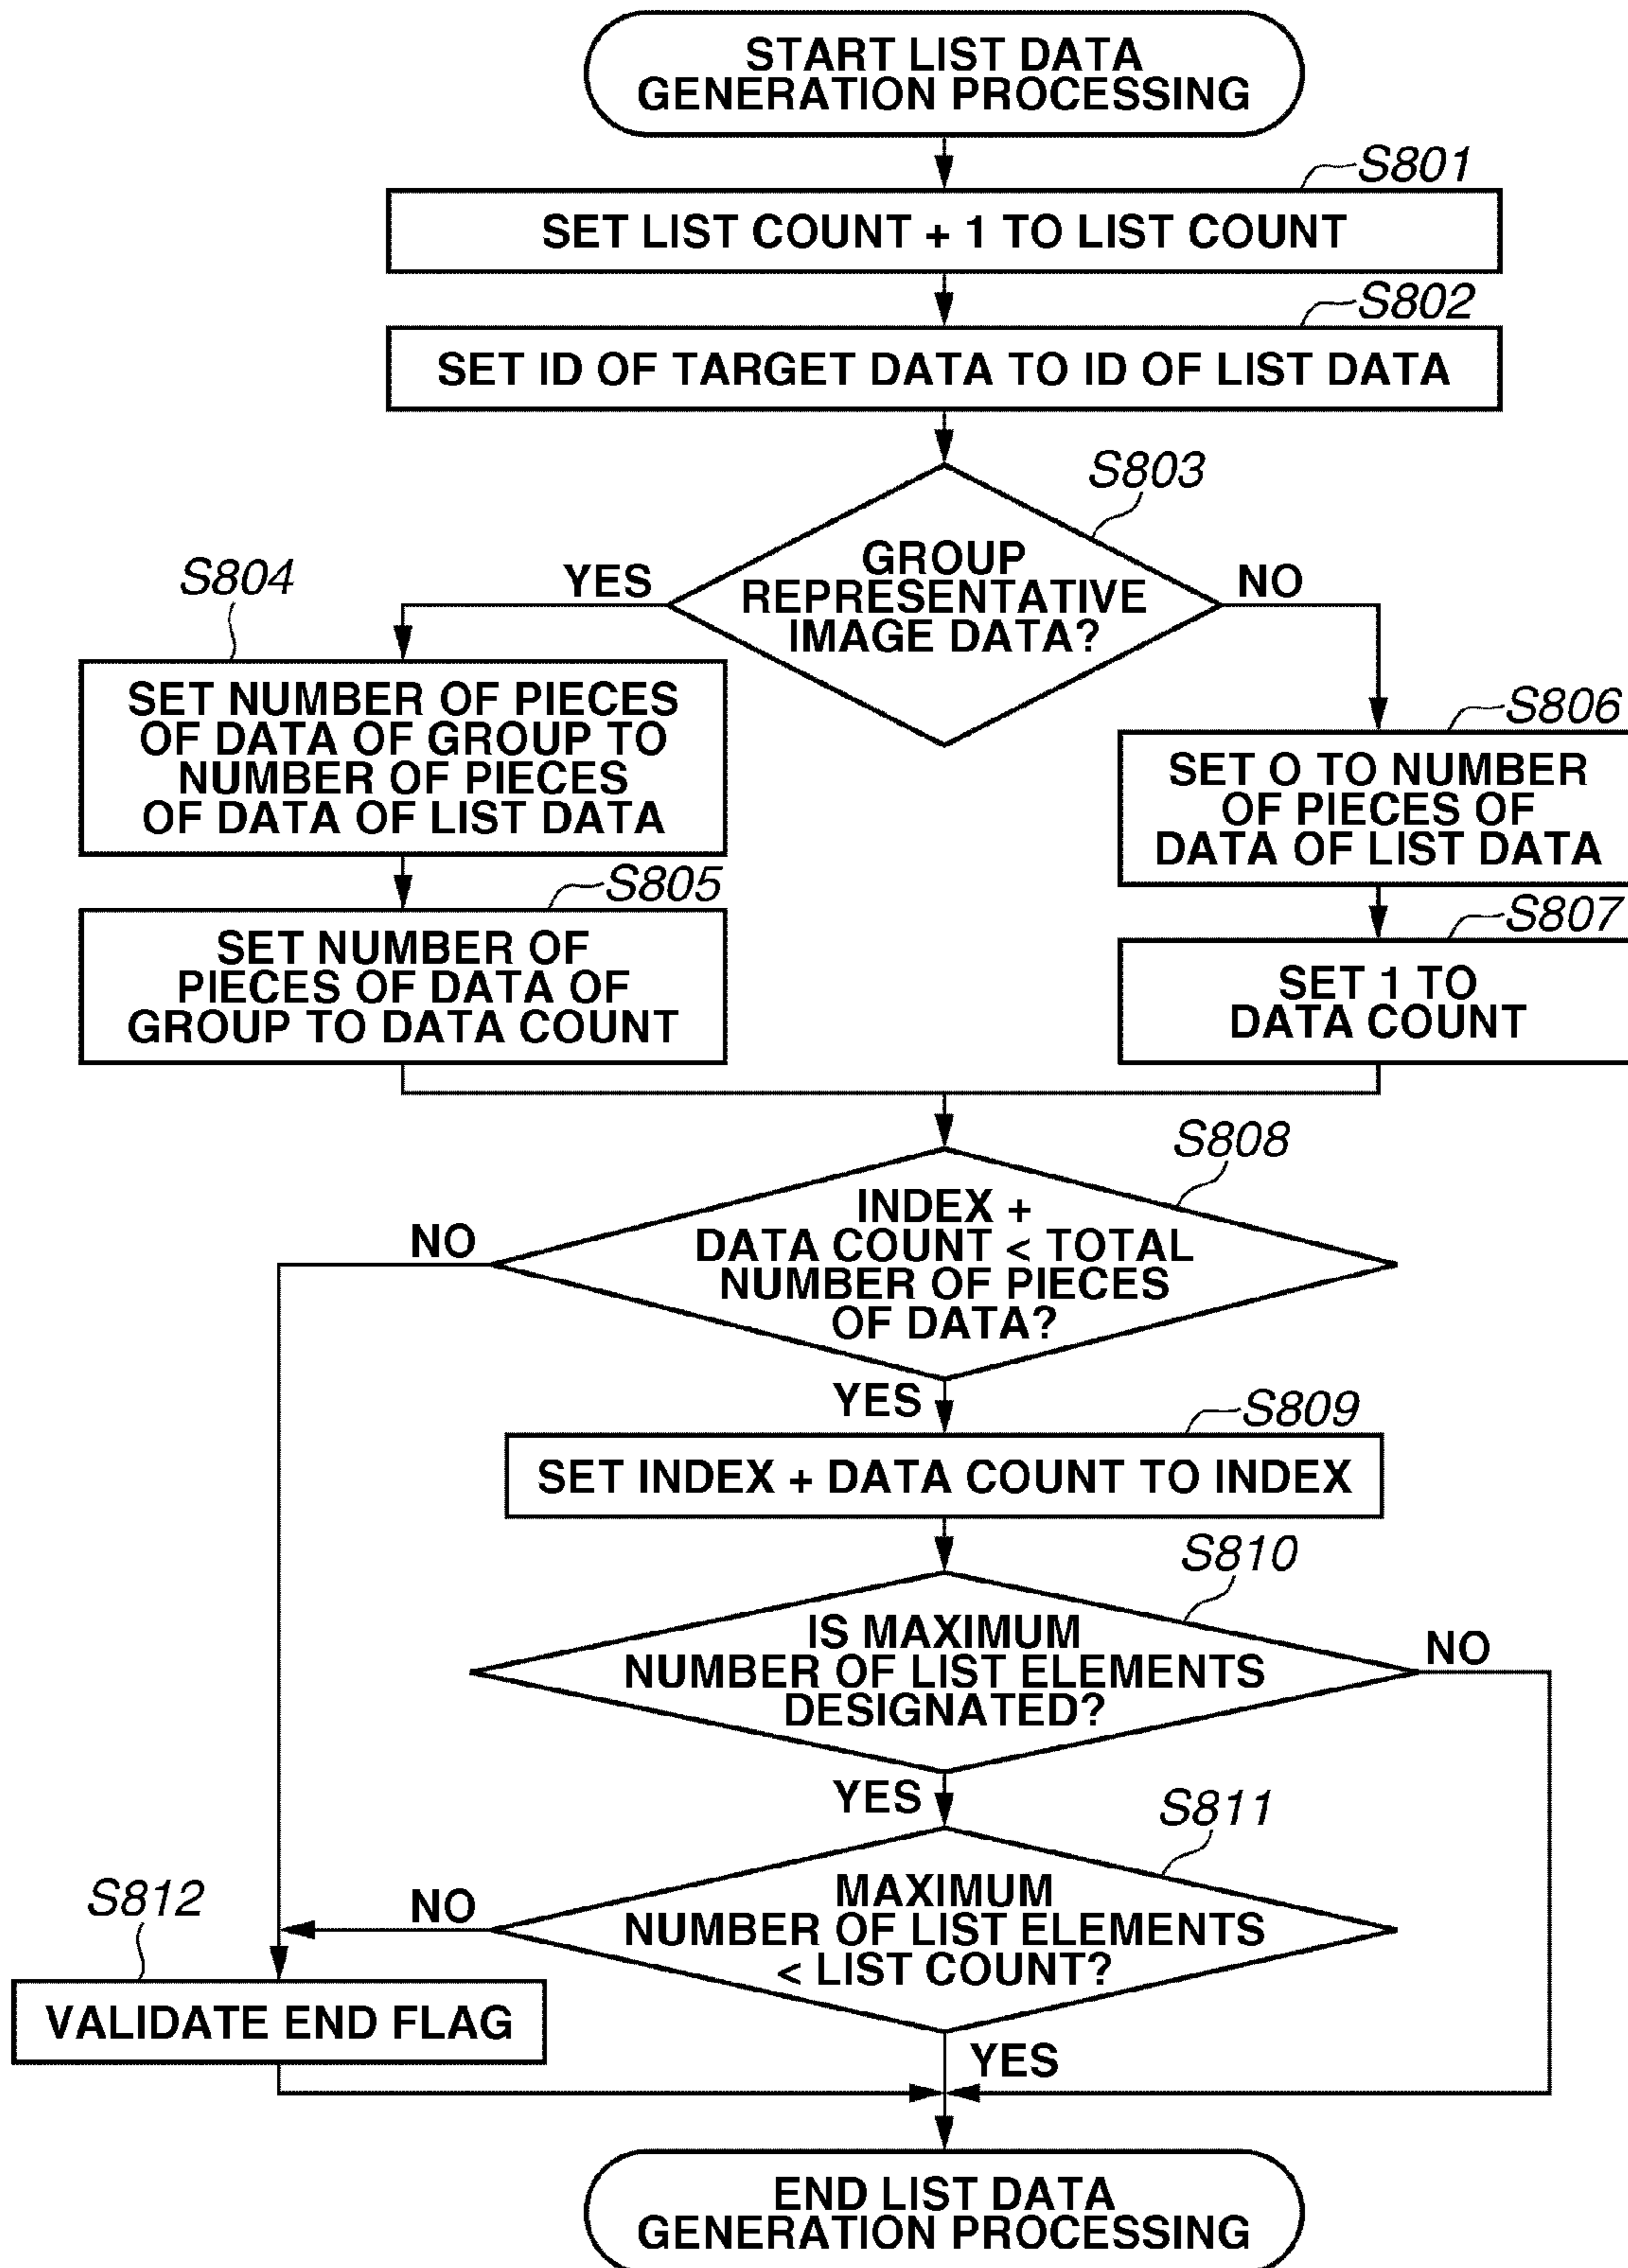 START LIST DATA
GENERATION PROCESSING
S801
SET LIST COUNT + 1 TO LIST COUNT
S802
SET ID OF TARGET DATA TO ID OF LIST DATA
S803
GROUP
REPRESENTATIVE
IMAGE DATA?
YES
NO
S804
SET NUMBER OF PIECES
OF DATA OF GROUP TO
NUMBER OF PIECES
OF DATA OF LIST DATA
S805
SET NUMBER OF
PIECES OF DATA OF
GROUP TO DATA COUNT
S806
SET O TO NUMBER
OF PIECES OF
DATA OF LIST DATA
S807
SET 1 TO
DATA COUNT
S808
INDEX +
DATA COUNT < TOTAL
NUMBER OF PIECES
OF DATA?
NO
YES
S809
SET INDEX + DATA COUNT TO INDEX
S810
IS MAXIMUM
NUMBER OF LIST ELEMENTS
DESIGNATED?
NO
YES
S811
MAXIMUM
NUMBER OF LIST ELEMENTS
< LIST COUNT?
NO
YES
S812
VALIDATE END FLAG
END LIST DATA
GENERATION PROCESSING